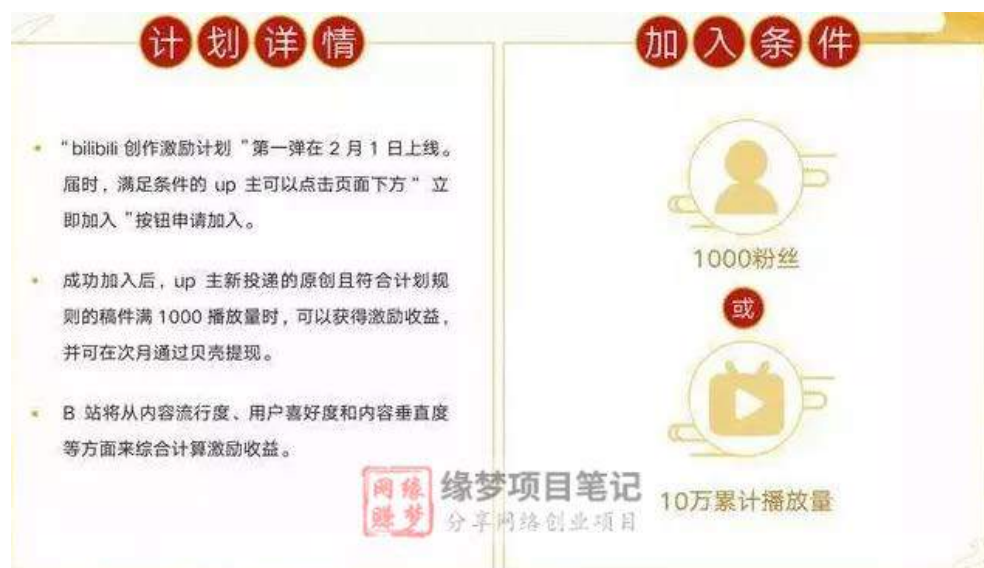 计划详情
“bilibili 创作激励计划 ”第一弹在 2 月 1 日上线。
届时，满足条件的 up 主可以点击页面下方 “ 立
即加入 ”按钮申请加入。
成功加入后，up 主新投递的原创且符合计划规
则的稿件满 1000 播放量时，可以获得激励收益，
并可在次月通过贝壳提现。
B 站将从内容流行度、用户喜好度和内容垂直度
等方面来综合计算激励收益。
加入条件
1000粉丝
或
10万累计播放量
网缘
赚梦
缘梦项目笔记
分享网络创业项目